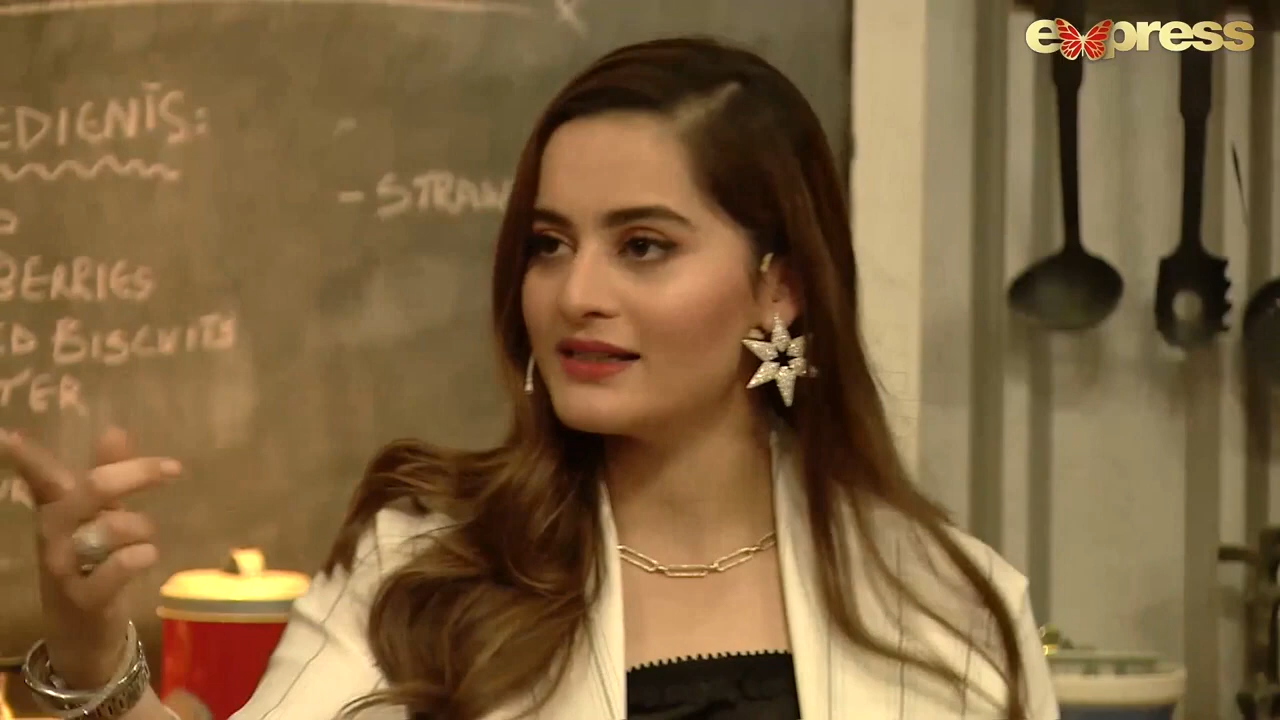 express
EDIENTS:
- STRAW
BERRIES
ED BISCUITS
TER